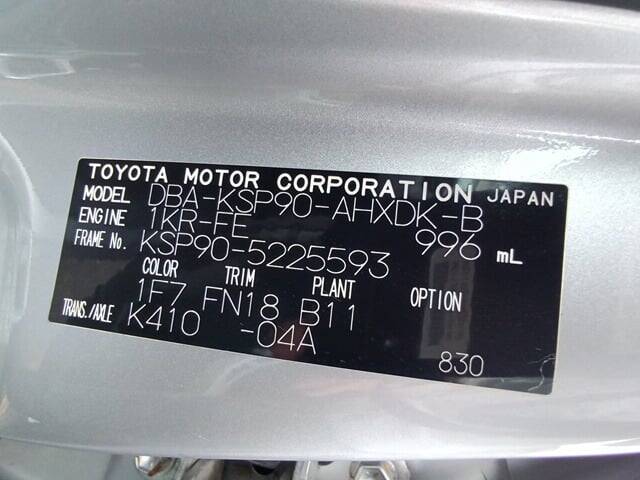 TOYOTA MOTOR CORPORATION JAPAN
MODEL DBA-KSP90-AHXDK-B
ENGINE 1KR-FE 996 mL
FRAME No. KSP90-5225593
COLOR TRIM PLANT OPTION
1F7 FN18 B11
TRANS./AXLE K410 -04A
830